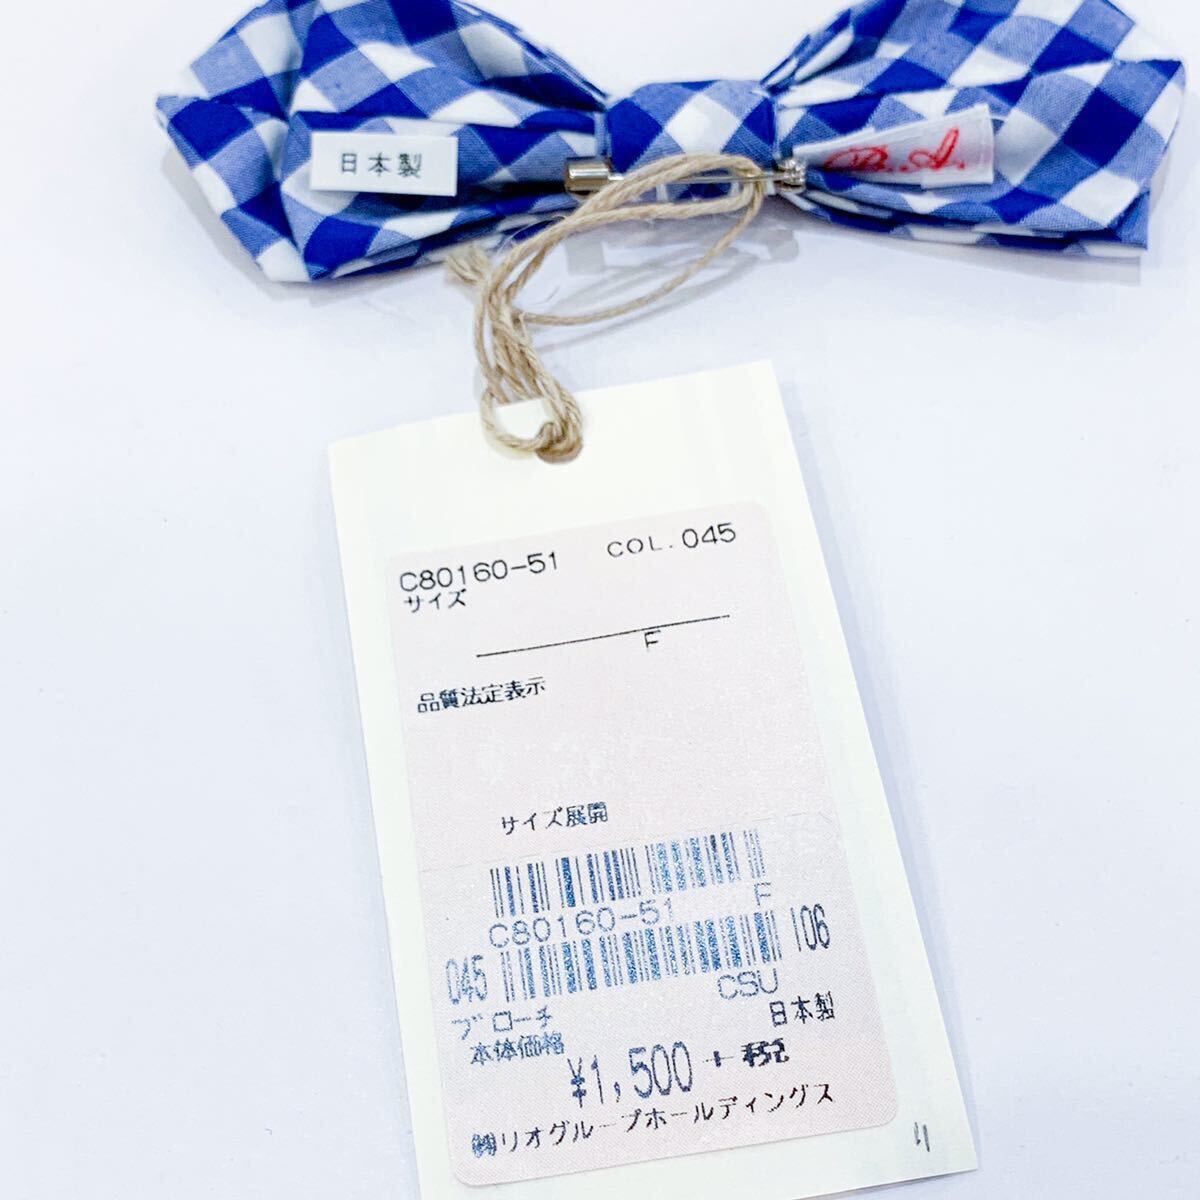 日本製
B.A.
C80160-51 COL.045
サイズ
F
品質法定表示
サイズ展開
C80160-51 F
045 106
CSU
ブローチ 日本製
本体価格
¥1,500 +税
㈱リオグループホールディングス